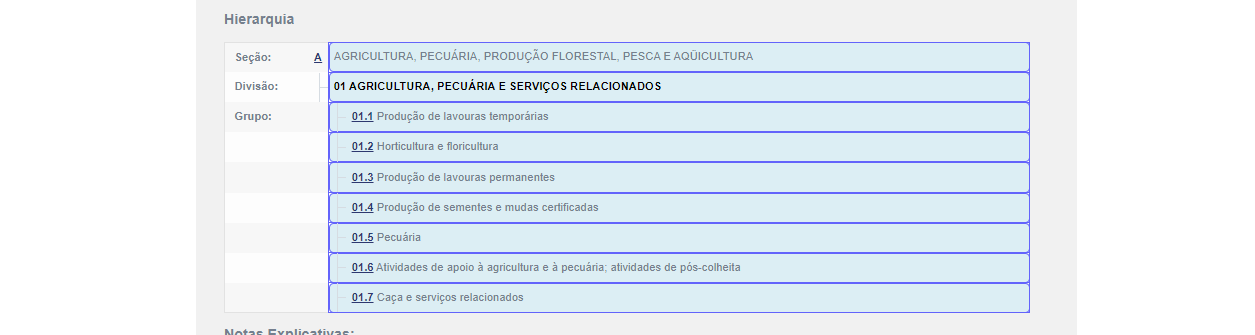 Hierarquia
Seção: A AGRICULTURA, PECUÁRIA, PRODUÇÃO FLORESTAL, PESCA E AQÜICULTURA
Divisão: 01 AGRICULTURA, PECUÁRIA E SERVIÇOS RELACIONADOS
Grupo: 01.1 Produção de lavouras temporárias
01.2 Horticultura e floricultura
01.3 Produção de lavouras permanentes
01.4 Produção de sementes e mudas certificadas
01.5 Pecuária
01.6 Atividades de apoio à agricultura e à pecuária; atividades de pós-colheita
01.7 Caça e serviços relacionados
Notas Explicativas: